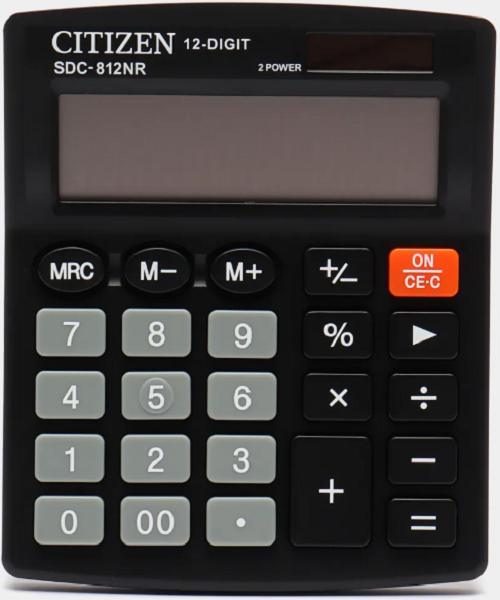 CITIZEN 12-DIGIT
SDC-812NR
2 POWER
MRC M− M+ +/− ON
CE·C
7 8 9 % ▶
4 5 6 × ÷
1 2 3 + −
0 00 · =